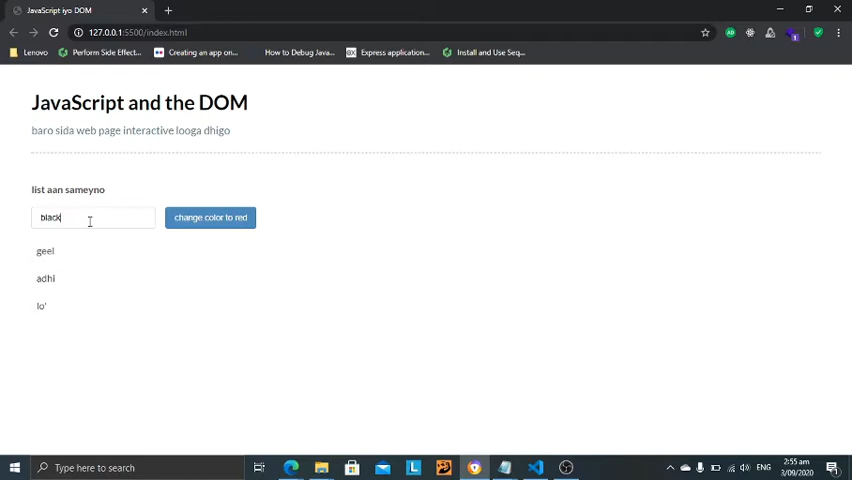 JavaScript iyo DOM
127.0.0.1:5500/index.html
Lenovo
Perform Side Effect...
Creating an app on...
How to Debug Java...
Express application...
Install and Use Seq...
JavaScript and the DOM
baro sida web page interactive looga dhigo
list aan sameyno
black
change color to red
geel
adhi
lo'
Type here to search
ENG
2:55 am
3/09/2020